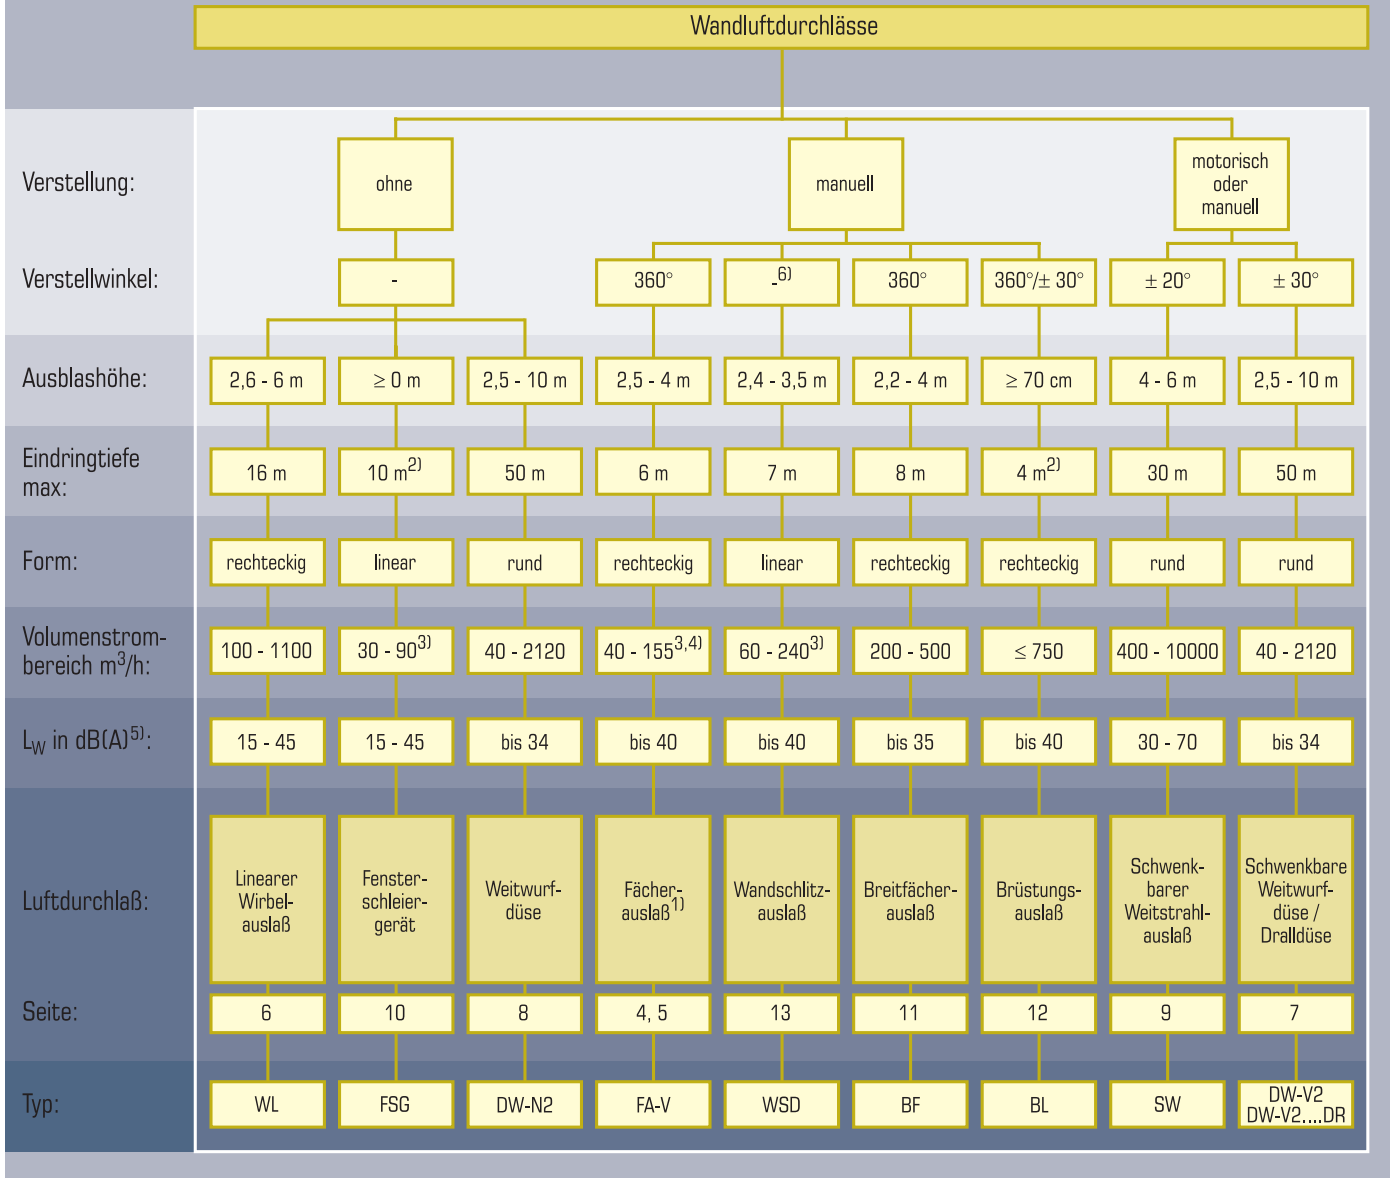 Wandluftdurchlässe
Verstellung:
ohne
manuell
motorisch
oder
manuell
Verstellwinkel:
-
360°
-6)
360°
360°/± 30°
± 20°
± 30°
Ausblashöhe:
2,6 - 6 m
≥ 0 m
2,5 - 10 m
2,5 - 4 m
2,4 - 3,5 m
2,2 - 4 m
≥ 70 cm
4 - 6 m
2,5 - 10 m
Eindringtiefe
max:
16 m
10 m2)
50 m
6 m
7 m
8 m
4 m2)
30 m
50 m
Form:
rechteckig
linear
rund
rechteckig
linear
rechteckig
rechteckig
rund
rund
Volumenstrom-
bereich m3/h:
100 - 1100
30 - 903)
40 - 2120
40 - 1553,4)
60 - 2403)
200 - 500
≤ 750
400 - 10000
40 - 2120
LW in dB(A)5):
15 - 45
15 - 45
bis 34
bis 40
bis 40
bis 35
bis 40
30 - 70
bis 34
Luftdurchlaß:
Linearer
Wirbel-
auslaß
Fenster-
schleier-
gerät
Weitwurf-
düse
Fächer-
auslaß1)
Wandschlitz-
auslaß
Breitfächer-
auslaß
Brüstungs-
auslaß
Schwenk-
barer
Weitstrahl-
auslaß
Schwenkbare
Weitwurf-
düse /
Dralldüse
Seite:
6
10
8
4, 5
13
11
12
9
7
Typ:
WL
FSG
DW-N2
FA-V
WSD
BF
BL
SW
DW-V2
DW-V2....DR